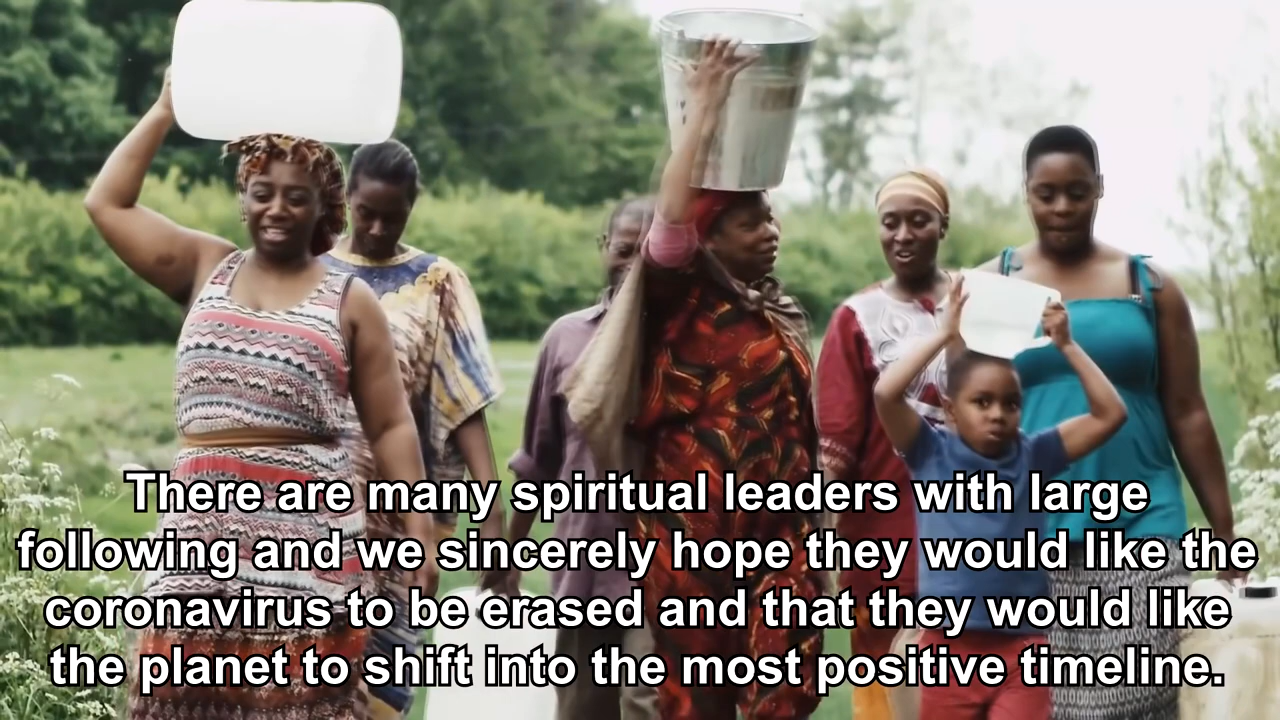 There are many spiritual leaders with large
following and we sincerely hope they would like the
coronavirus to be erased and that they would like
the planet to shift into the most positive timeline.